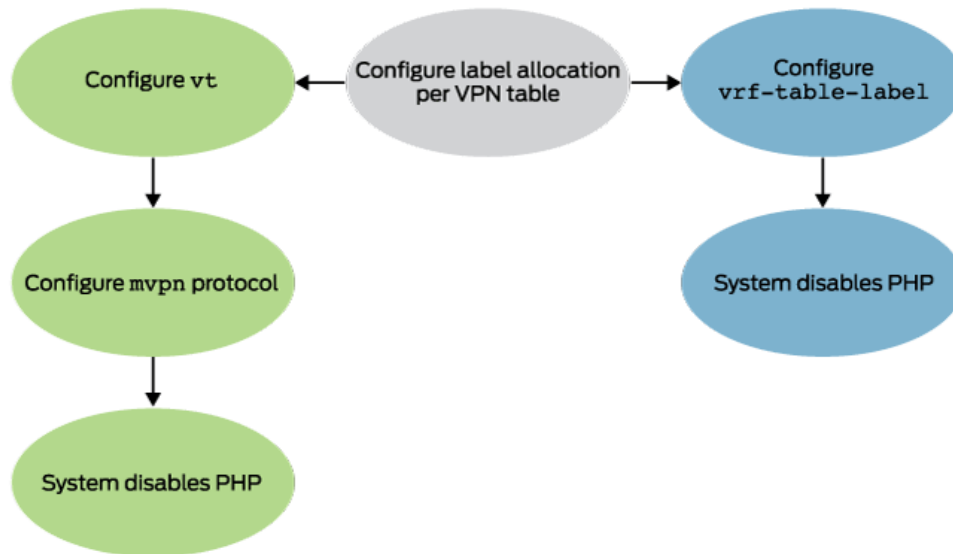 Configure vt
Configure label allocation
per VPN table
Configure
vrf-table-label
Configure mvpn protocol
System disables PHP
System disables PHP